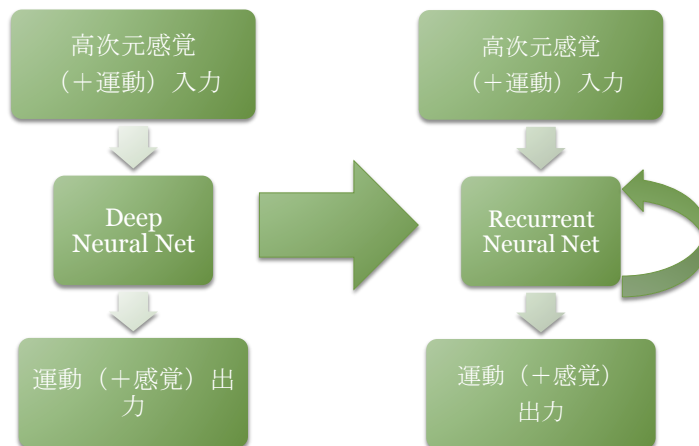 高次元感覚
（＋運動）入力
Deep
Neural Net
運動（＋感覚）出
力
高次元感覚
（＋運動）入力
Recurrent
Neural Net
運動（＋感覚）
出力